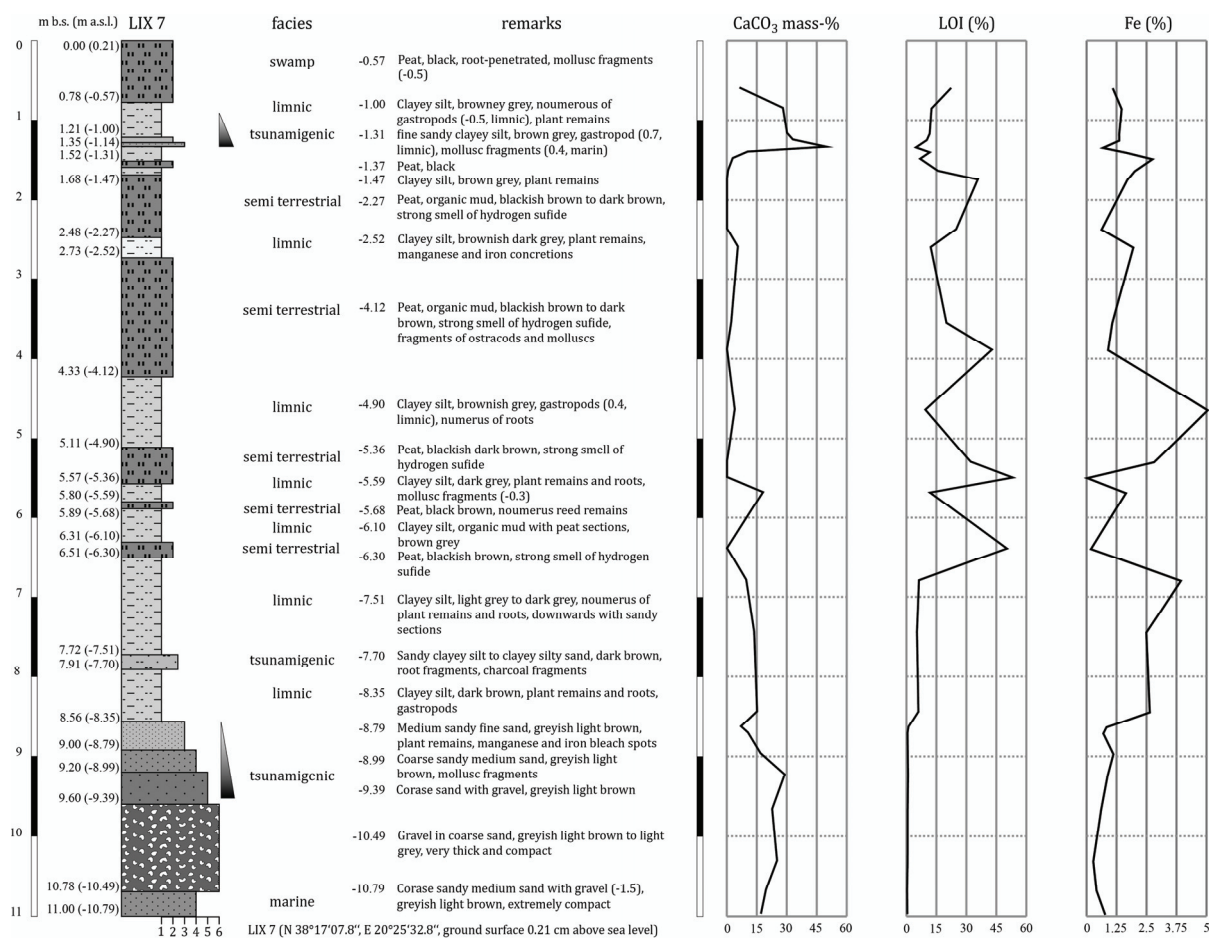 m b.s. (m a.s.l.) LIX 7 facies remarks CaCO3 mass-% LOI (%) Fe (%)
0
0.00 (0.21)
swamp -0.57 Peat, black, root-penetrated, mollusc fragments
(-0.5)
0.78 (-0.57)
limnic -1.00 Clayey silt, browney grey, noumerous of
gastropods (-0.5, limnic), plant remains
1
1.21 (-1.00)
1.35 (-1.14)
1.52 (-1.31)
tsunamigenic -1.31 fine sandy clayey silt, brown grey, gastropod (0.7,
limnic), mollusc fragments (0.4, marin)
-1.37 Peat, black
1.68 (-1.47)
-1.47 Clayey silt, brown grey, plant remains
2
semi terrestrial -2.27 Peat, organic mud, blackish brown to dark brown,
strong smell of hydrogen sufide
2.48 (-2.27)
2.73 (-2.52)
limnic -2.52 Clayey silt, brownish dark grey, plant remains,
manganese and iron concretions
3
semi terrestrial -4.12 Peat, organic mud, blackish brown to dark
brown, strong smell of hydrogen sufide,
fragments of ostracods and molluscs
4
4.33 (-4.12)
limnic -4.90 Clayey silt, brownish grey, gastropods (0.4,
limnic), numerus of roots
5
5.11 (-4.90)
semi terrestrial -5.36 Peat, blackish dark brown, strong smell of
hydrogen sufide
5.57 (-5.36)
5.80 (-5.59)
limnic -5.59 Clayey silt, dark grey, plant remains and roots,
mollusc fragments (-0.3)
5.89 (-5.68)
semi terrestrial -5.68 Peat, black brown, noumerus reed remains
6
6.31 (-6.10)
limnic -6.10 Clayey silt, organic mud with peat sections,
brown grey
6.51 (-6.30)
semi terrestrial -6.30 Peat, blackish brown, strong smell of hydrogen
sufide
7
limnic -7.51 Clayey silt, light grey to dark grey, noumerus of
plant remains and roots, downwards with sandy
sections
7.72 (-7.51)
7.91 (-7.70)
tsunamigenic -7.70 Sandy clayey silt to clayey silty sand, dark brown,
root fragments, charcoal fragments
8
limnic -8.35 Clayey silt, dark brown, plant remains and roots,
gastropods
8.56 (-8.35)
-8.79 Medium sandy fine sand, greyish light brown,
plant remains, manganese and iron bleach spots
9.00 (-8.79)
9
9.20 (-8.99)
-8.99 Coarse sandy medium sand, greyish light
brown, mollusc fragments
tsunamigenic
9.60 (-9.39)
-9.39 Corase sand with gravel, greyish light brown
10
-10.49 Gravel in coarse sand, greyish light brown to light
grey, very thick and compact
10.78 (-10.49)
marine -10.79 Corase sandy medium sand with gravel (-1.5),
greyish light brown, extremely compact
11.00 (-10.79)
11
1 2 3 4 5 6 LIX 7 (N 38°17'07.8“, E 20°25'32.8“, ground surface 0.21 cm above sea level)
0 15 30 45 60 0 15 30 45 60 0 1.25 2.5 3.75 5